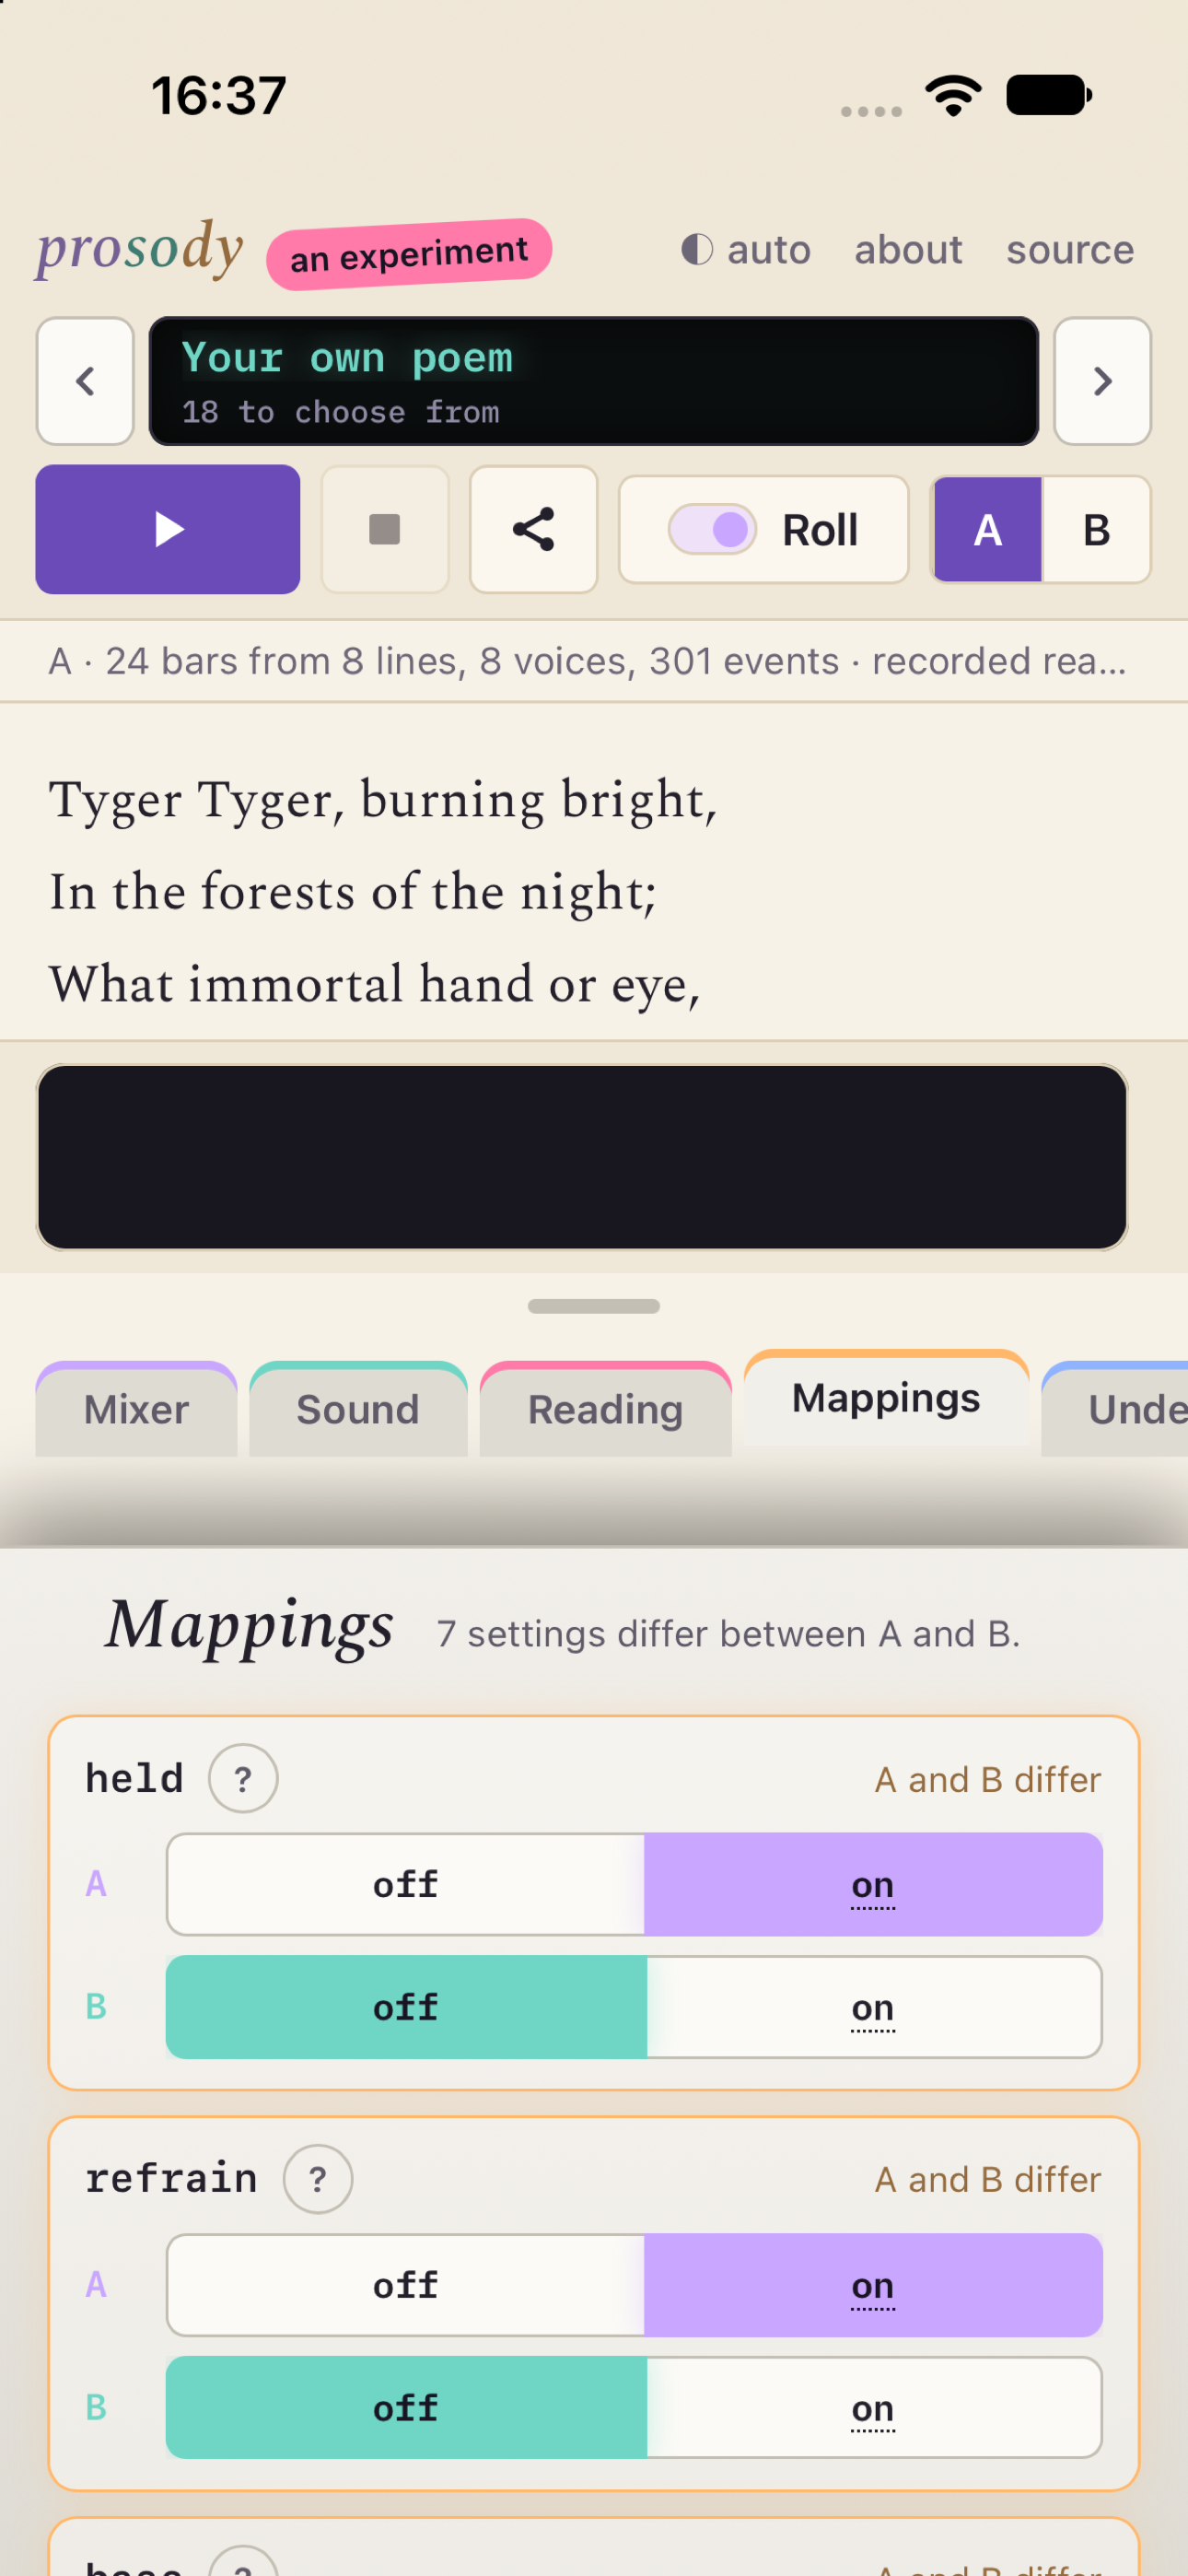 16:37
prosody an experiment auto about source
Your own poem
18 to choose from
Roll A B
A · 24 bars from 8 lines, 8 voices, 301 events · recorded rea...
Tyger Tyger, burning bright,
In the forests of the night;
What immortal hand or eye,
Mixer Sound Reading Mappings Unde
Mappings 7 settings differ between A and B.
held ? A and B differ
A off on
B off on
refrain ? A and B differ
A off on
B off on